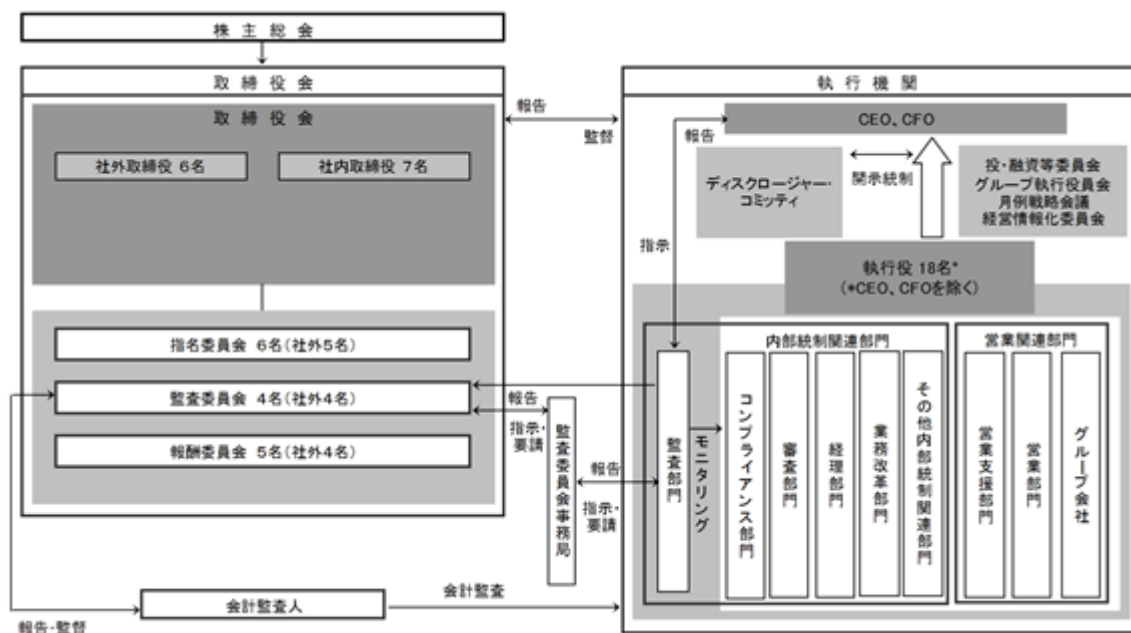 株主総会
取締役会
取締役会
社外取締役 6名
社内取締役 7名
指名委員会 6名(社外5名)
監査委員会 4名(社外4名)
報酬委員会 5名(社外4名)
報告
監督
報告
指示・
要請
監査委員会事務局
報告
指示・
要請
会計監査人
会計監査
報告・監督
執行機関
CEO、CFO
報告
指示
ディスクロージャー・
コミッティ
開示統制
投・融資等委員会
グループ執行役員会
月例戦略会議
経営情報化委員会
執行役 18名*
(*CEO、CFOを除く)
内部統制関連部門
営業関連部門
監査部門
モニタリング
コンプライアンス部門
審査部門
経理部門
業務改革部門
その他内部統制関連部門
営業支援部門
営業部門
グループ会社